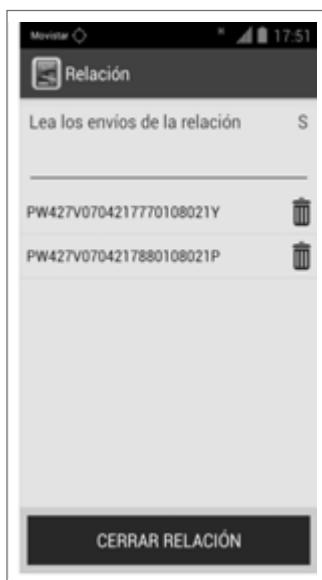 Movistar 17:51
Relación
Lea los envíos de la relación S
PW427V0704217770108021Y
PW427V0704217880108021P
CERRAR RELACIÓN